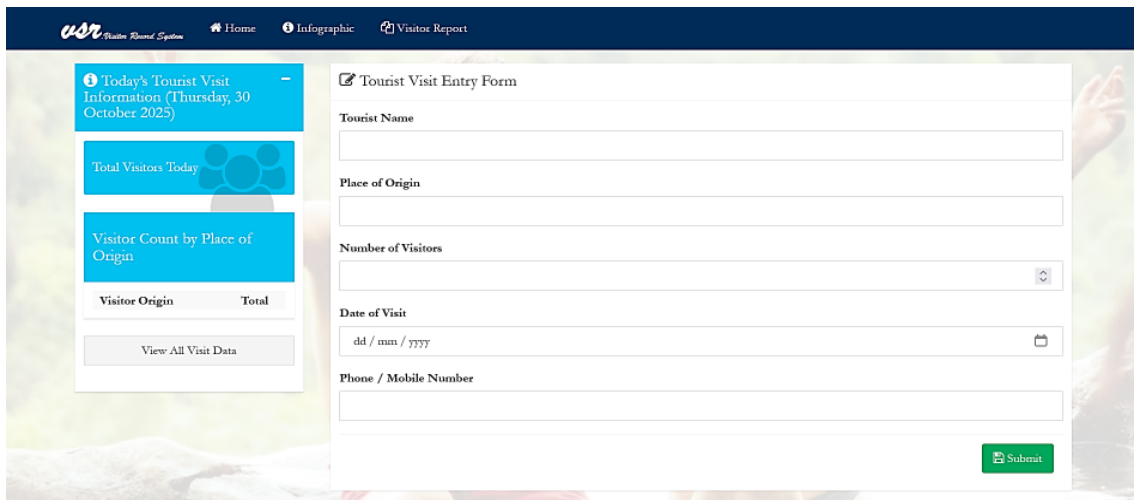 usr Visitor Record System
Home
Infographic
Visitor Report
Today's Tourist Visit
Information (Thursday, 30
October 2025)
Total Visitors Today
Visitor Count by Place of
Origin
Visitor Origin Total
View All Visit Data
Tourist Visit Entry Form
Tourist Name
Place of Origin
Number of Visitors
Date of Visit
dd / mm / yyyy
Phone / Mobile Number
Submit